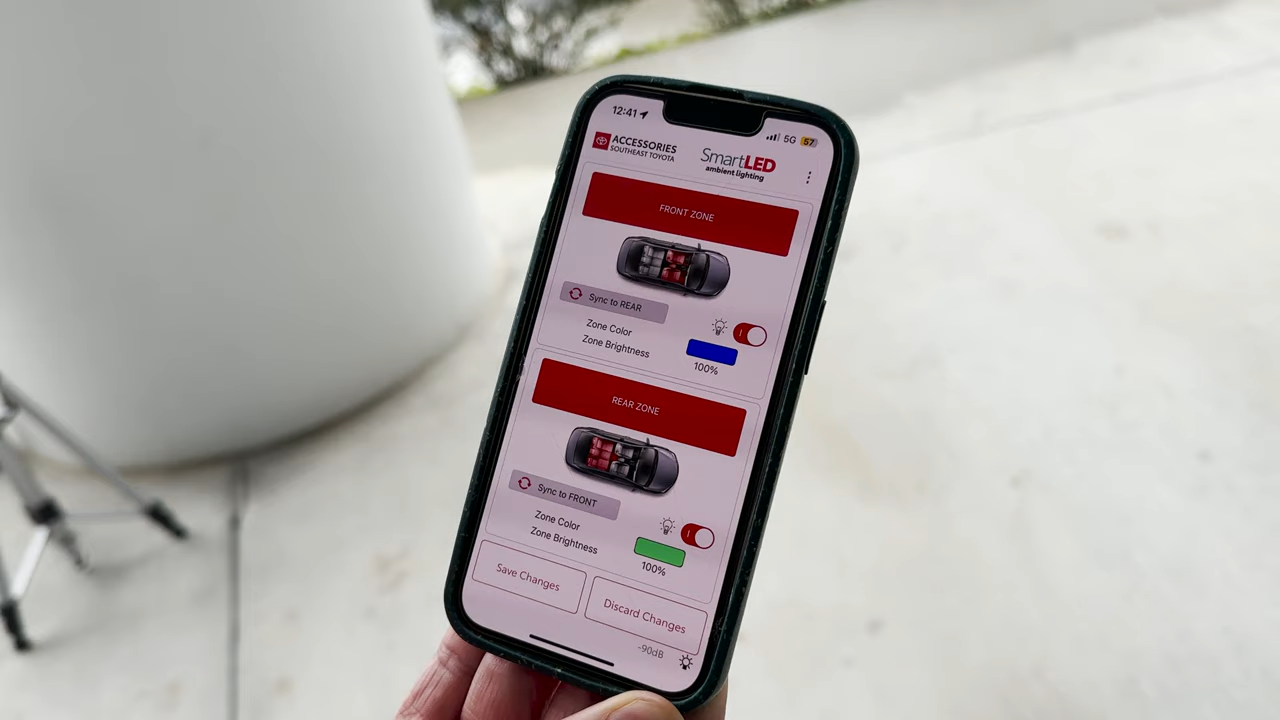 12:41
5G 57
ACCESSORIES
SOUTHEAST TOYOTA
SmartLED
ambient lighting
FRONT ZONE
Sync to REAR
Zone Color
Zone Brightness
100%
REAR ZONE
Sync to FRONT
Zone Color
Zone Brightness
100%
Save Changes
Discard Changes
-90dB